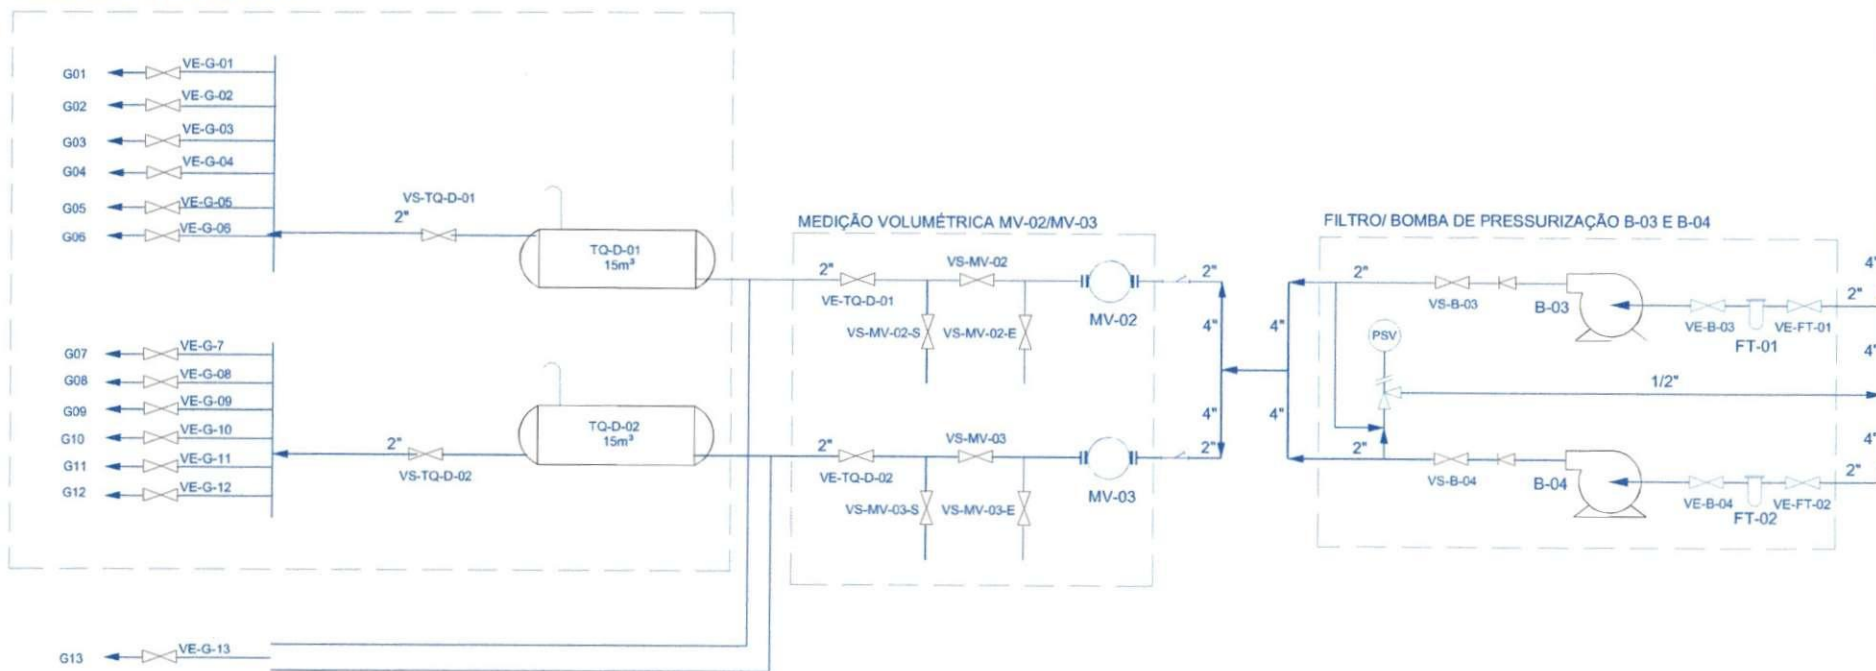 G01
VE-G-01
G02
VE-G-02
G03
VE-G-03
G04
VE-G-04
G05
VE-G-05
G06
VE-G-06
VS-TQ-D-01
2"
TQ-D-01
15m³
G07
VE-G-7
G08
VE-G-08
G09
VE-G-09
G10
VE-G-10
G11
VE-G-11
G12
VE-G-12
2"
VS-TQ-D-02
TQ-D-02
15m³
G13
VE-G-13
MEDIÇÃO VOLUMÉTRICA MV-02/MV-03
2"
VE-TQ-D-01
VS-MV-02
VS-MV-02-S
VS-MV-02-E
MV-02
2"
4"
4"
4"
4"
2"
VE-TQ-D-02
VS-MV-03
VS-MV-03-S
VS-MV-03-E
MV-03
2"
FILTRO/ BOMBA DE PRESSURIZAÇÃO B-03 E B-04
2"
VS-B-03
B-03
VE-B-03
FT-01
VE-FT-01
4"
2"
4"
PSV
1/2"
4"
2"
VS-B-04
B-04
VE-B-04
FT-02
VE-FT-02
2"